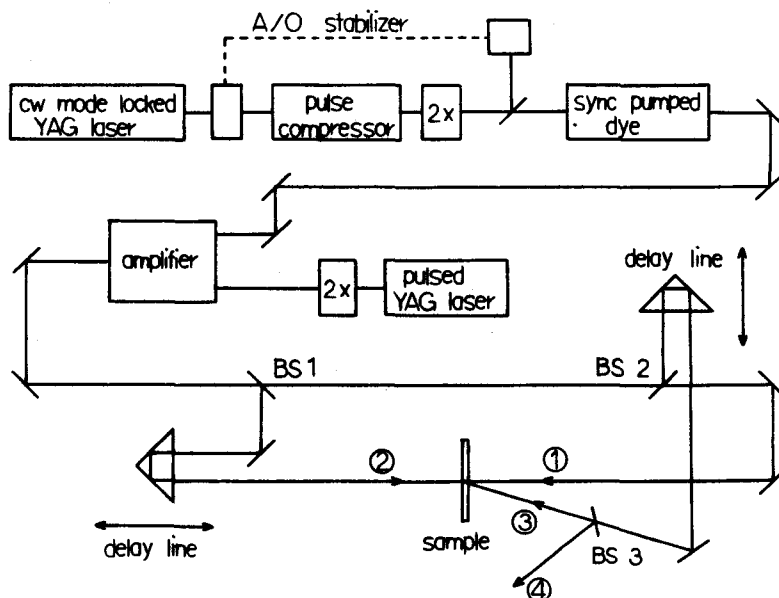 A/O stabilizer
cw mode locked
YAG laser
pulse
compressor
2x
sync pumped
dye
amplifier
2x
pulsed
YAG laser
delay line
BS 1
BS 2
②
①
③
sample
BS 3
④
delay line